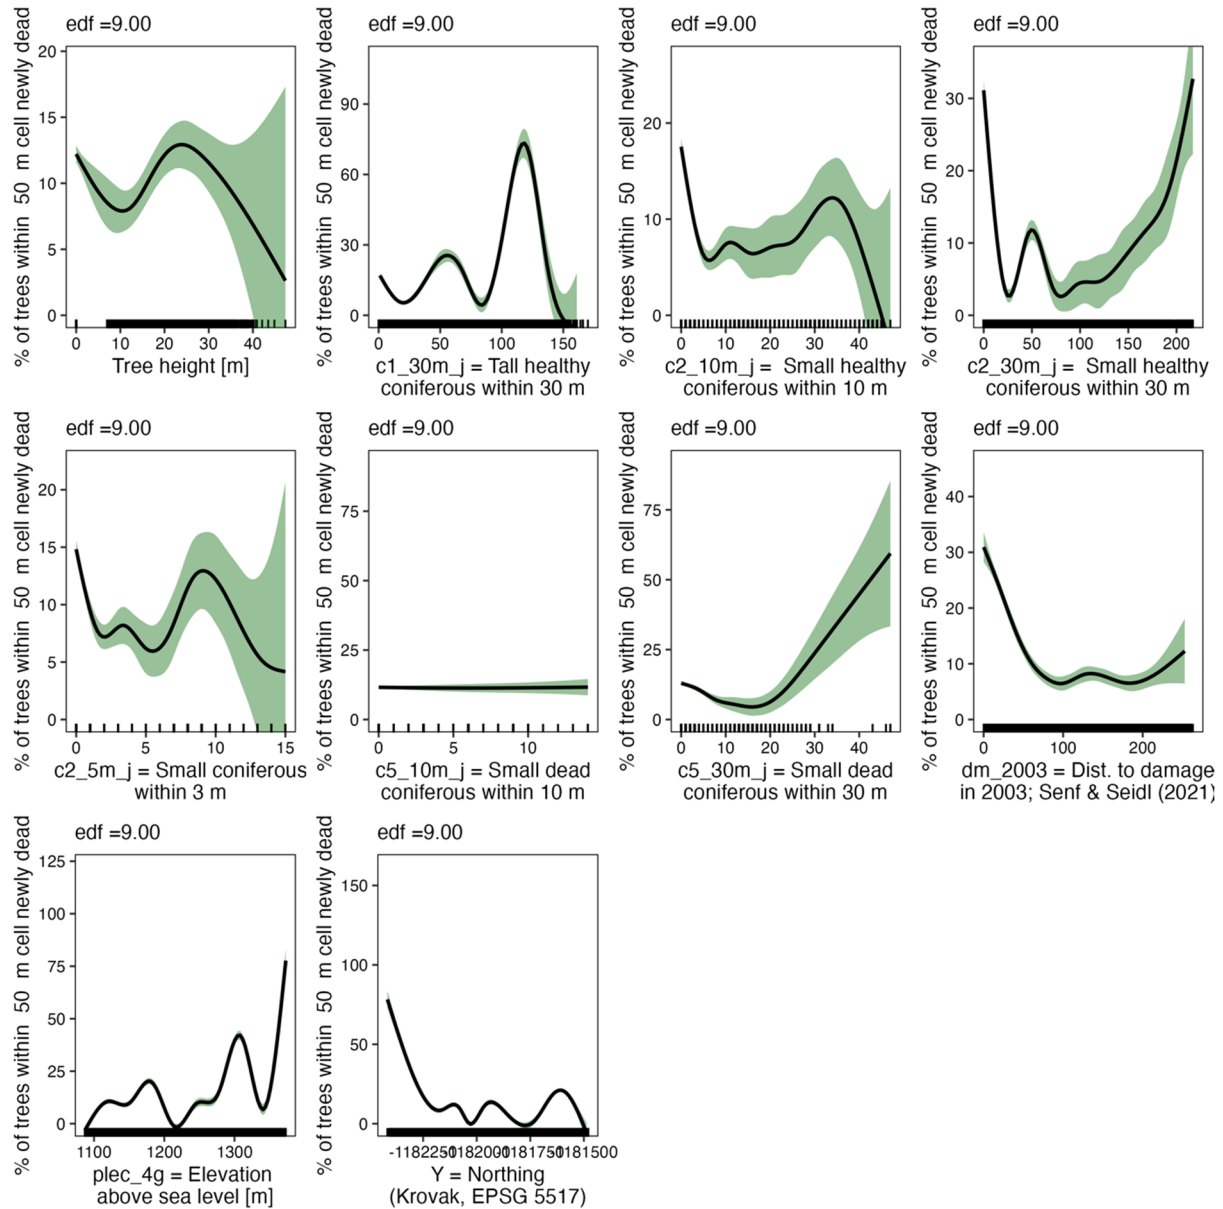 edf =9.00
% of trees within  50  m cell newly dead
20
15
10
5
0
0 10 20 30 40
Tree height [m]
edf =9.00
% of trees within  50  m cell newly dead
90
60
30
0
0 50 100 150
c1_30m_j = Tall healthy
coniferous within 30 m
edf =9.00
% of trees within  50  m cell newly dead
20
10
0
0 10 20 30 40
c2_10m_j =  Small healthy
coniferous within 10 m
edf =9.00
% of trees within  50  m cell newly dead
30
20
10
0
0 50 100 150 200
c2_30m_j =  Small healthy
coniferous within 30 m
edf =9.00
% of trees within  50  m cell newly dead
20
15
10
5
0
0 5 10 15
c2_5m_j = Small coniferous
within 3 m
edf =9.00
% of trees within  50  m cell newly dead
75
50
25
0
0 5 10
c5_10m_j = Small dead
coniferous within 10 m
edf =9.00
% of trees within  50  m cell newly dead
75
50
25
0
0 10 20 30 40
c5_30m_j = Small dead
coniferous within 30 m
edf =9.00
% of trees within  50  m cell newly dead
40
30
20
10
0
0 100 200
dm_2003 = Dist. to damage
in 2003; Senf & Seidl (2021)
edf =9.00
% of trees within  50  m cell newly dead
125
100
75
50
25
0
1100 1200 1300
plec_4g = Elevation
above sea level [m]
edf =9.00
% of trees within  50  m cell newly dead
150
100
50
0
-1182250 -1182000 -1181750 -1181500
Y = Northing
(Krovak, EPSG 5517)